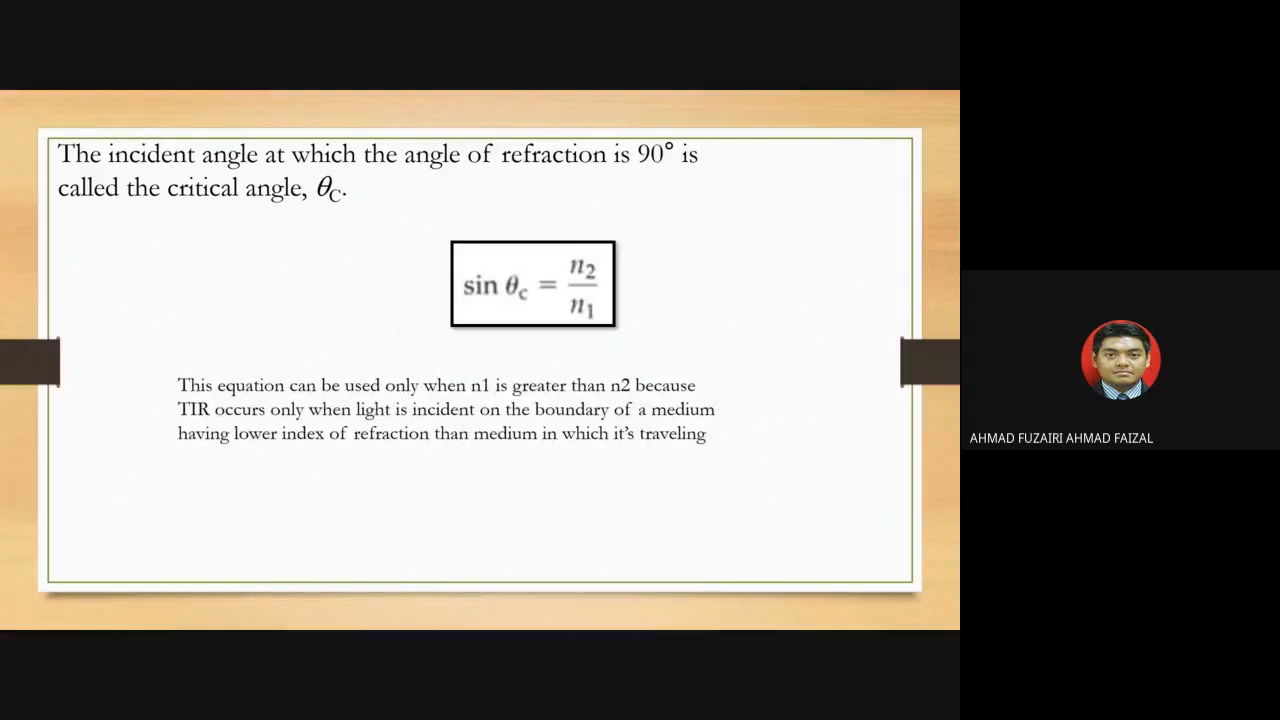 The incident angle at which the angle of refraction is 90° is
called the critical angle, θC.
sin θc = n2/n1
This equation can be used only when n1 is greater than n2 because
TIR occurs only when light is incident on the boundary of a medium
having lower index of refraction than medium in which it's traveling
AHMAD FUZAIRI AHMAD FAIZAL